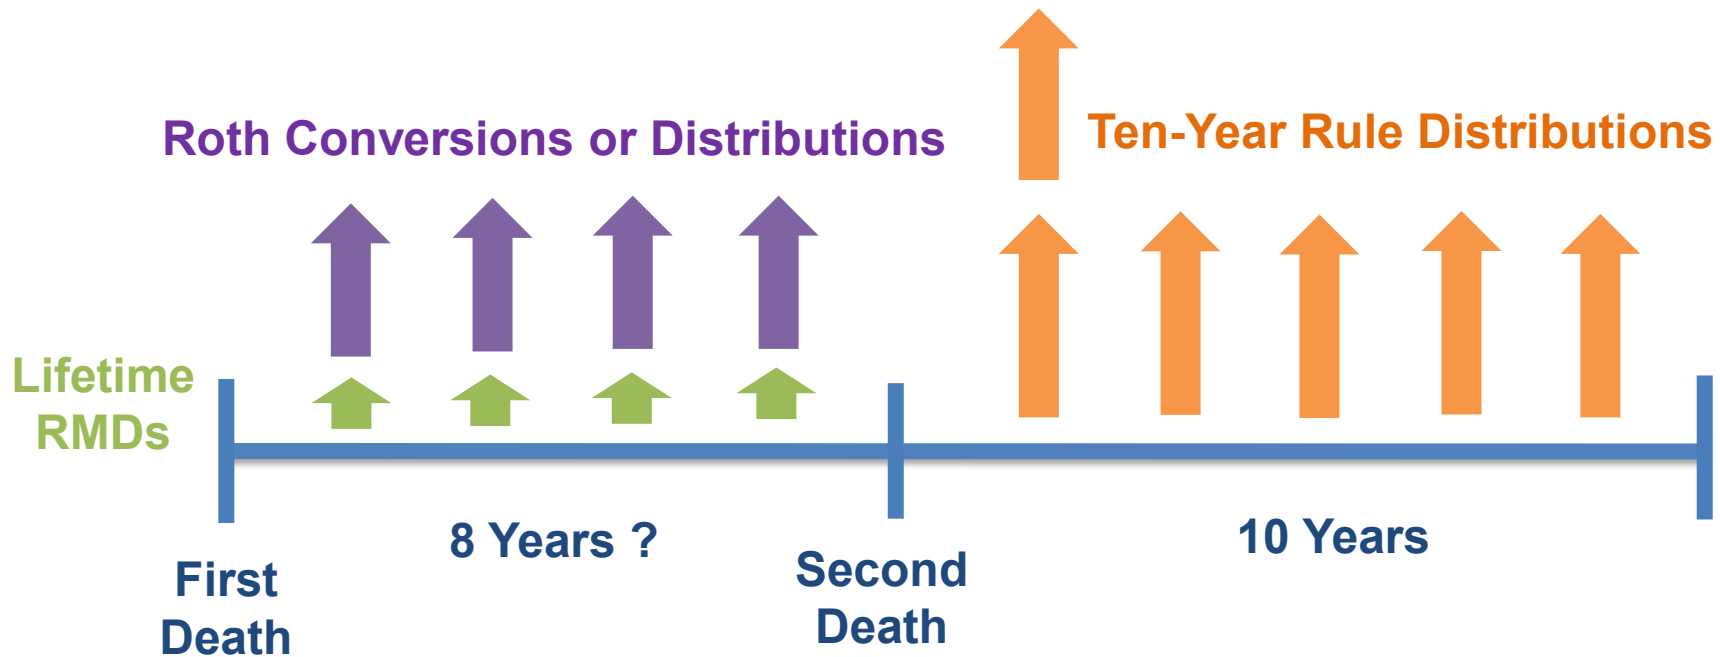 Roth Conversions or Distributions
Ten-Year Rule Distributions
Lifetime
RMDs
8 Years ?
10 Years
First
Death
Second
Death